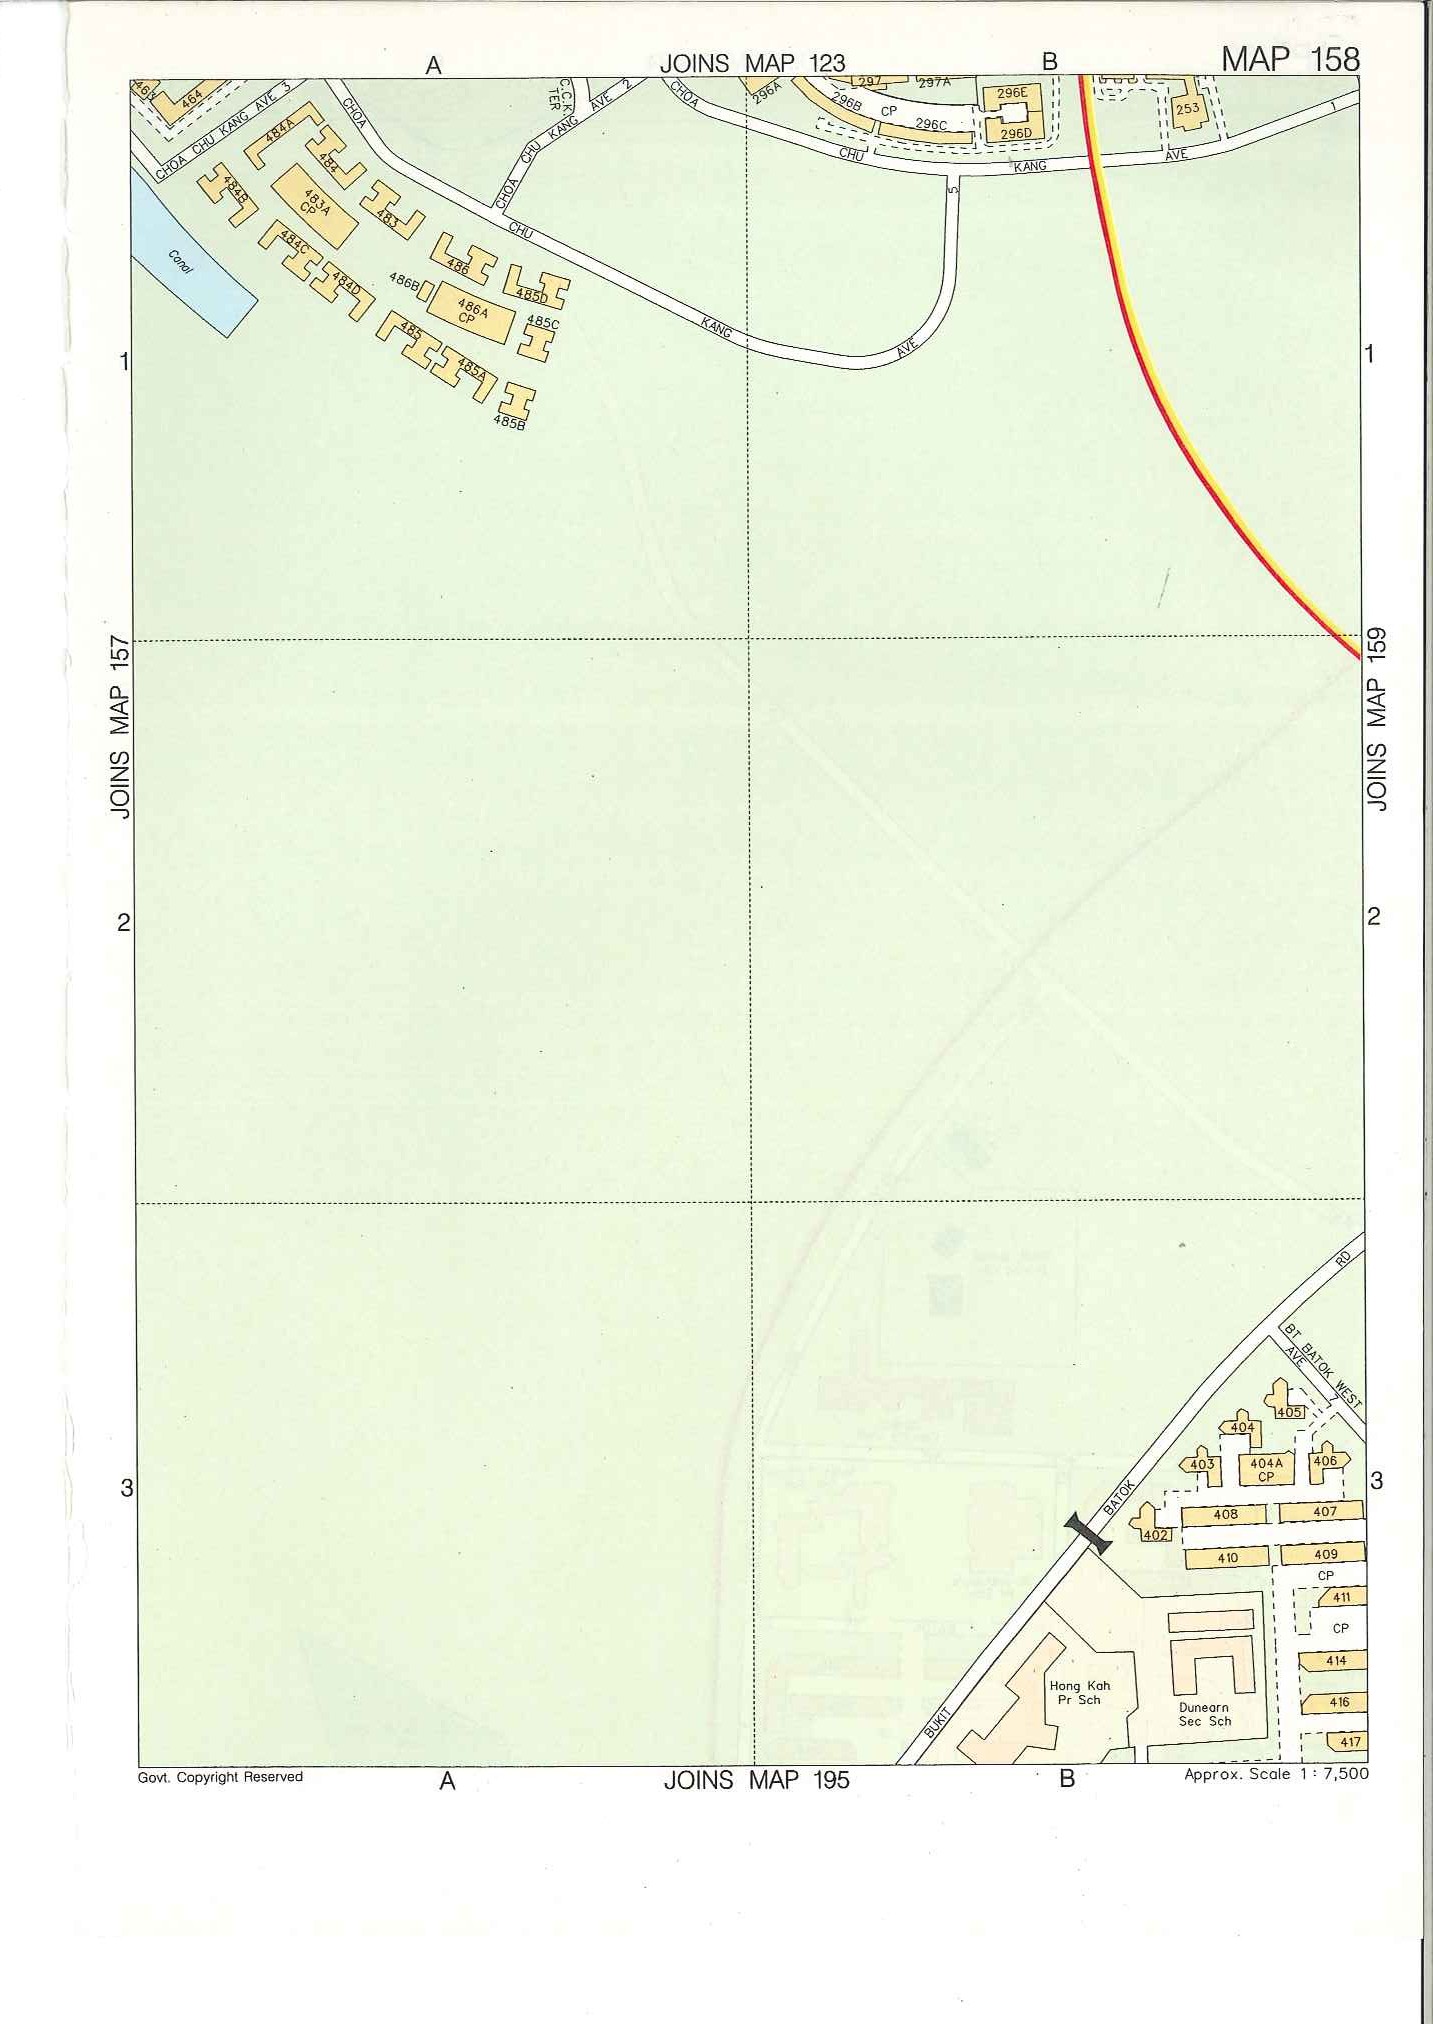 MAP 158
A
JOINS MAP 123
B
463
464
CHOA CHU KANG AVE 3
CHOA
C.C.K
TER
CHOA CHU KANG AVE 2
CHOA
296A
296B
297
297A
CP
296C
296E
296D
253
1
484A
484
484B
483A
CP
483
CHU
CHU
KANG
AVE
5
Canal
484C
484D
486
486B
486A
CP
485D
485C
485
485A
485B
KANG
AVE
1
1
JOINS MAP 157
JOINS MAP 159
2
2
RD
BT BATOK WEST
AVE
7
405
404
403
404A
CP
406
3
3
BATOK
402
408
407
410
409
CP
411
CP
414
416
417
Hong Kah
Pr Sch
Dunearn
Sec Sch
BUKIT
Govt. Copyright Reserved
A
JOINS MAP 195
B
Approx. Scale 1 : 7,500